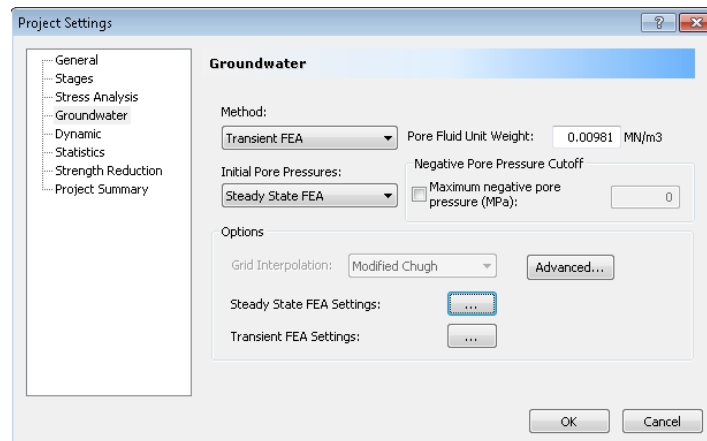 Project Settings
General
Stages
Stress Analysis
Groundwater
Dynamic
Statistics
Strength Reduction
Project Summary
Groundwater
Method:
Transient FEA
Pore Fluid Unit Weight: 0.00981 MN/m3
Initial Pore Pressures:
Steady State FEA
Negative Pore Pressure Cutoff
Maximum negative pore
pressure (MPa): 0
Options
Grid Interpolation: Modified Chugh Advanced...
Steady State FEA Settings: ...
Transient FEA Settings: ...
OK Cancel